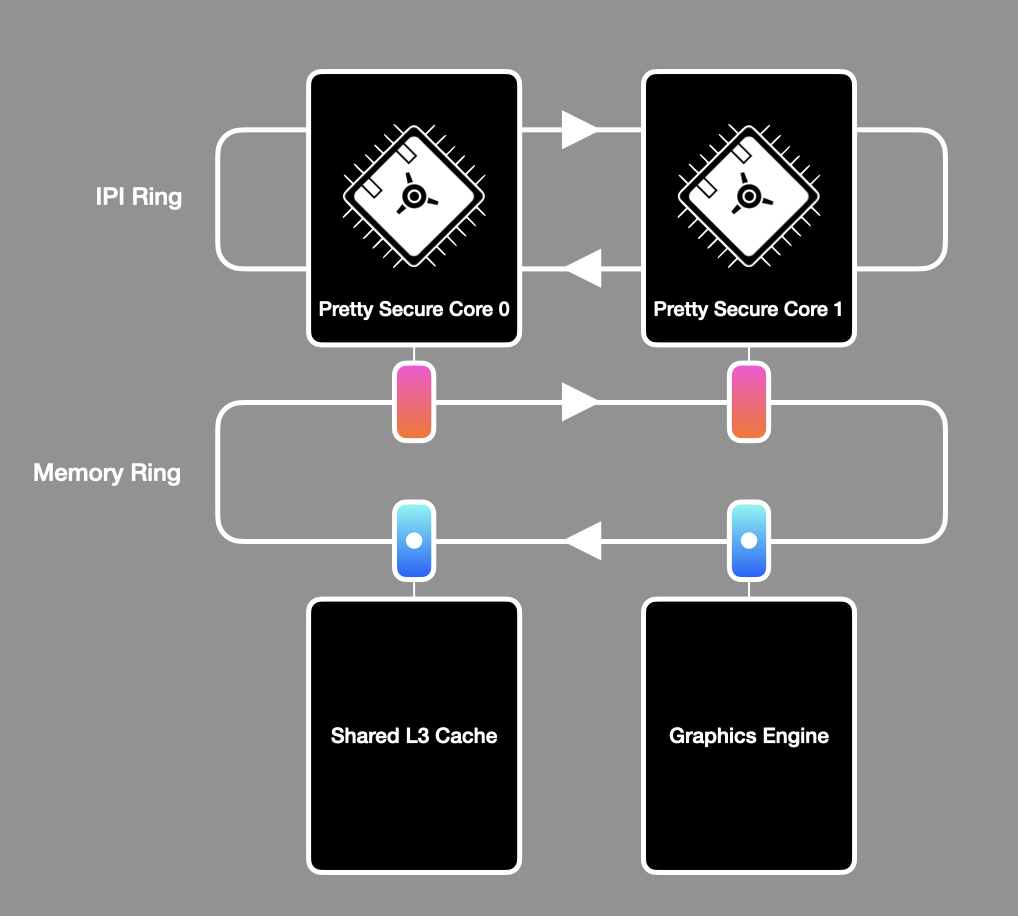 IPI Ring
Pretty Secure Core 0
Pretty Secure Core 1
Memory Ring
Shared L3 Cache
Graphics Engine